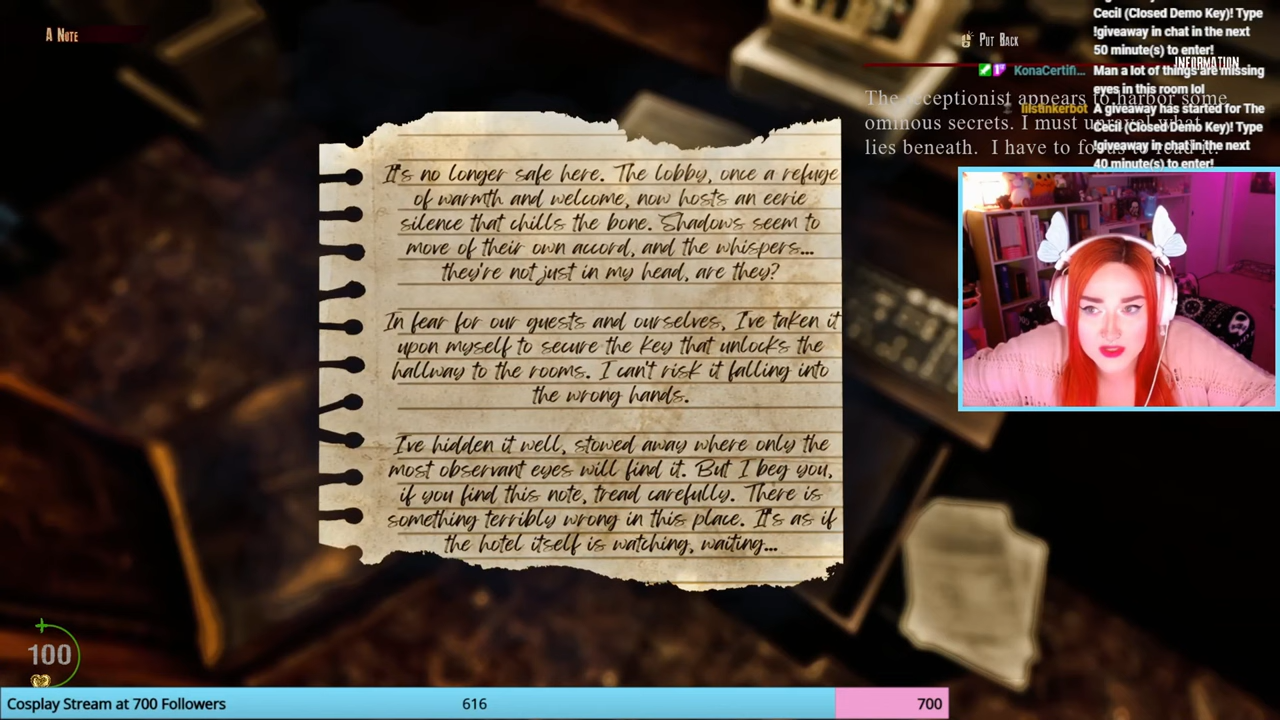 A Note
Put Back
INFORMATION
The receptionist appears to harbor some
ominous secrets. I must unravel what
lies beneath. I have to focus to read it.
Cecil (Closed Demo Key)! Type
!giveaway in chat in the next
50 minute(s) to enter!
KonaCertifi... Man a lot of things are missing
eyes in this room lol
A giveaway has started for The
Cecil (Closed Demo Key)! Type
!giveaway in chat in the next
40 minute(s) to enter!
It's no longer safe here. The lobby, once a refuge
of warmth and welcome, now hosts an eerie
silence that chills the bone. Shadows seem to
move of their own accord, and the whispers...
they're not just in my head, are they?
In fear for our guests and ourselves, I've taken it
upon myself to secure the key that unlocks the
hallway to the rooms. I can't risk it falling into
the wrong hands.
I've hidden it well, stowed away where only the
most observant eyes will find it. But I beg you,
if you find this note, tread carefully. There is
something terribly wrong in this place. It's as if
the hotel itself is watching, waiting...
100
Cosplay Stream at 700 Followers
616
700